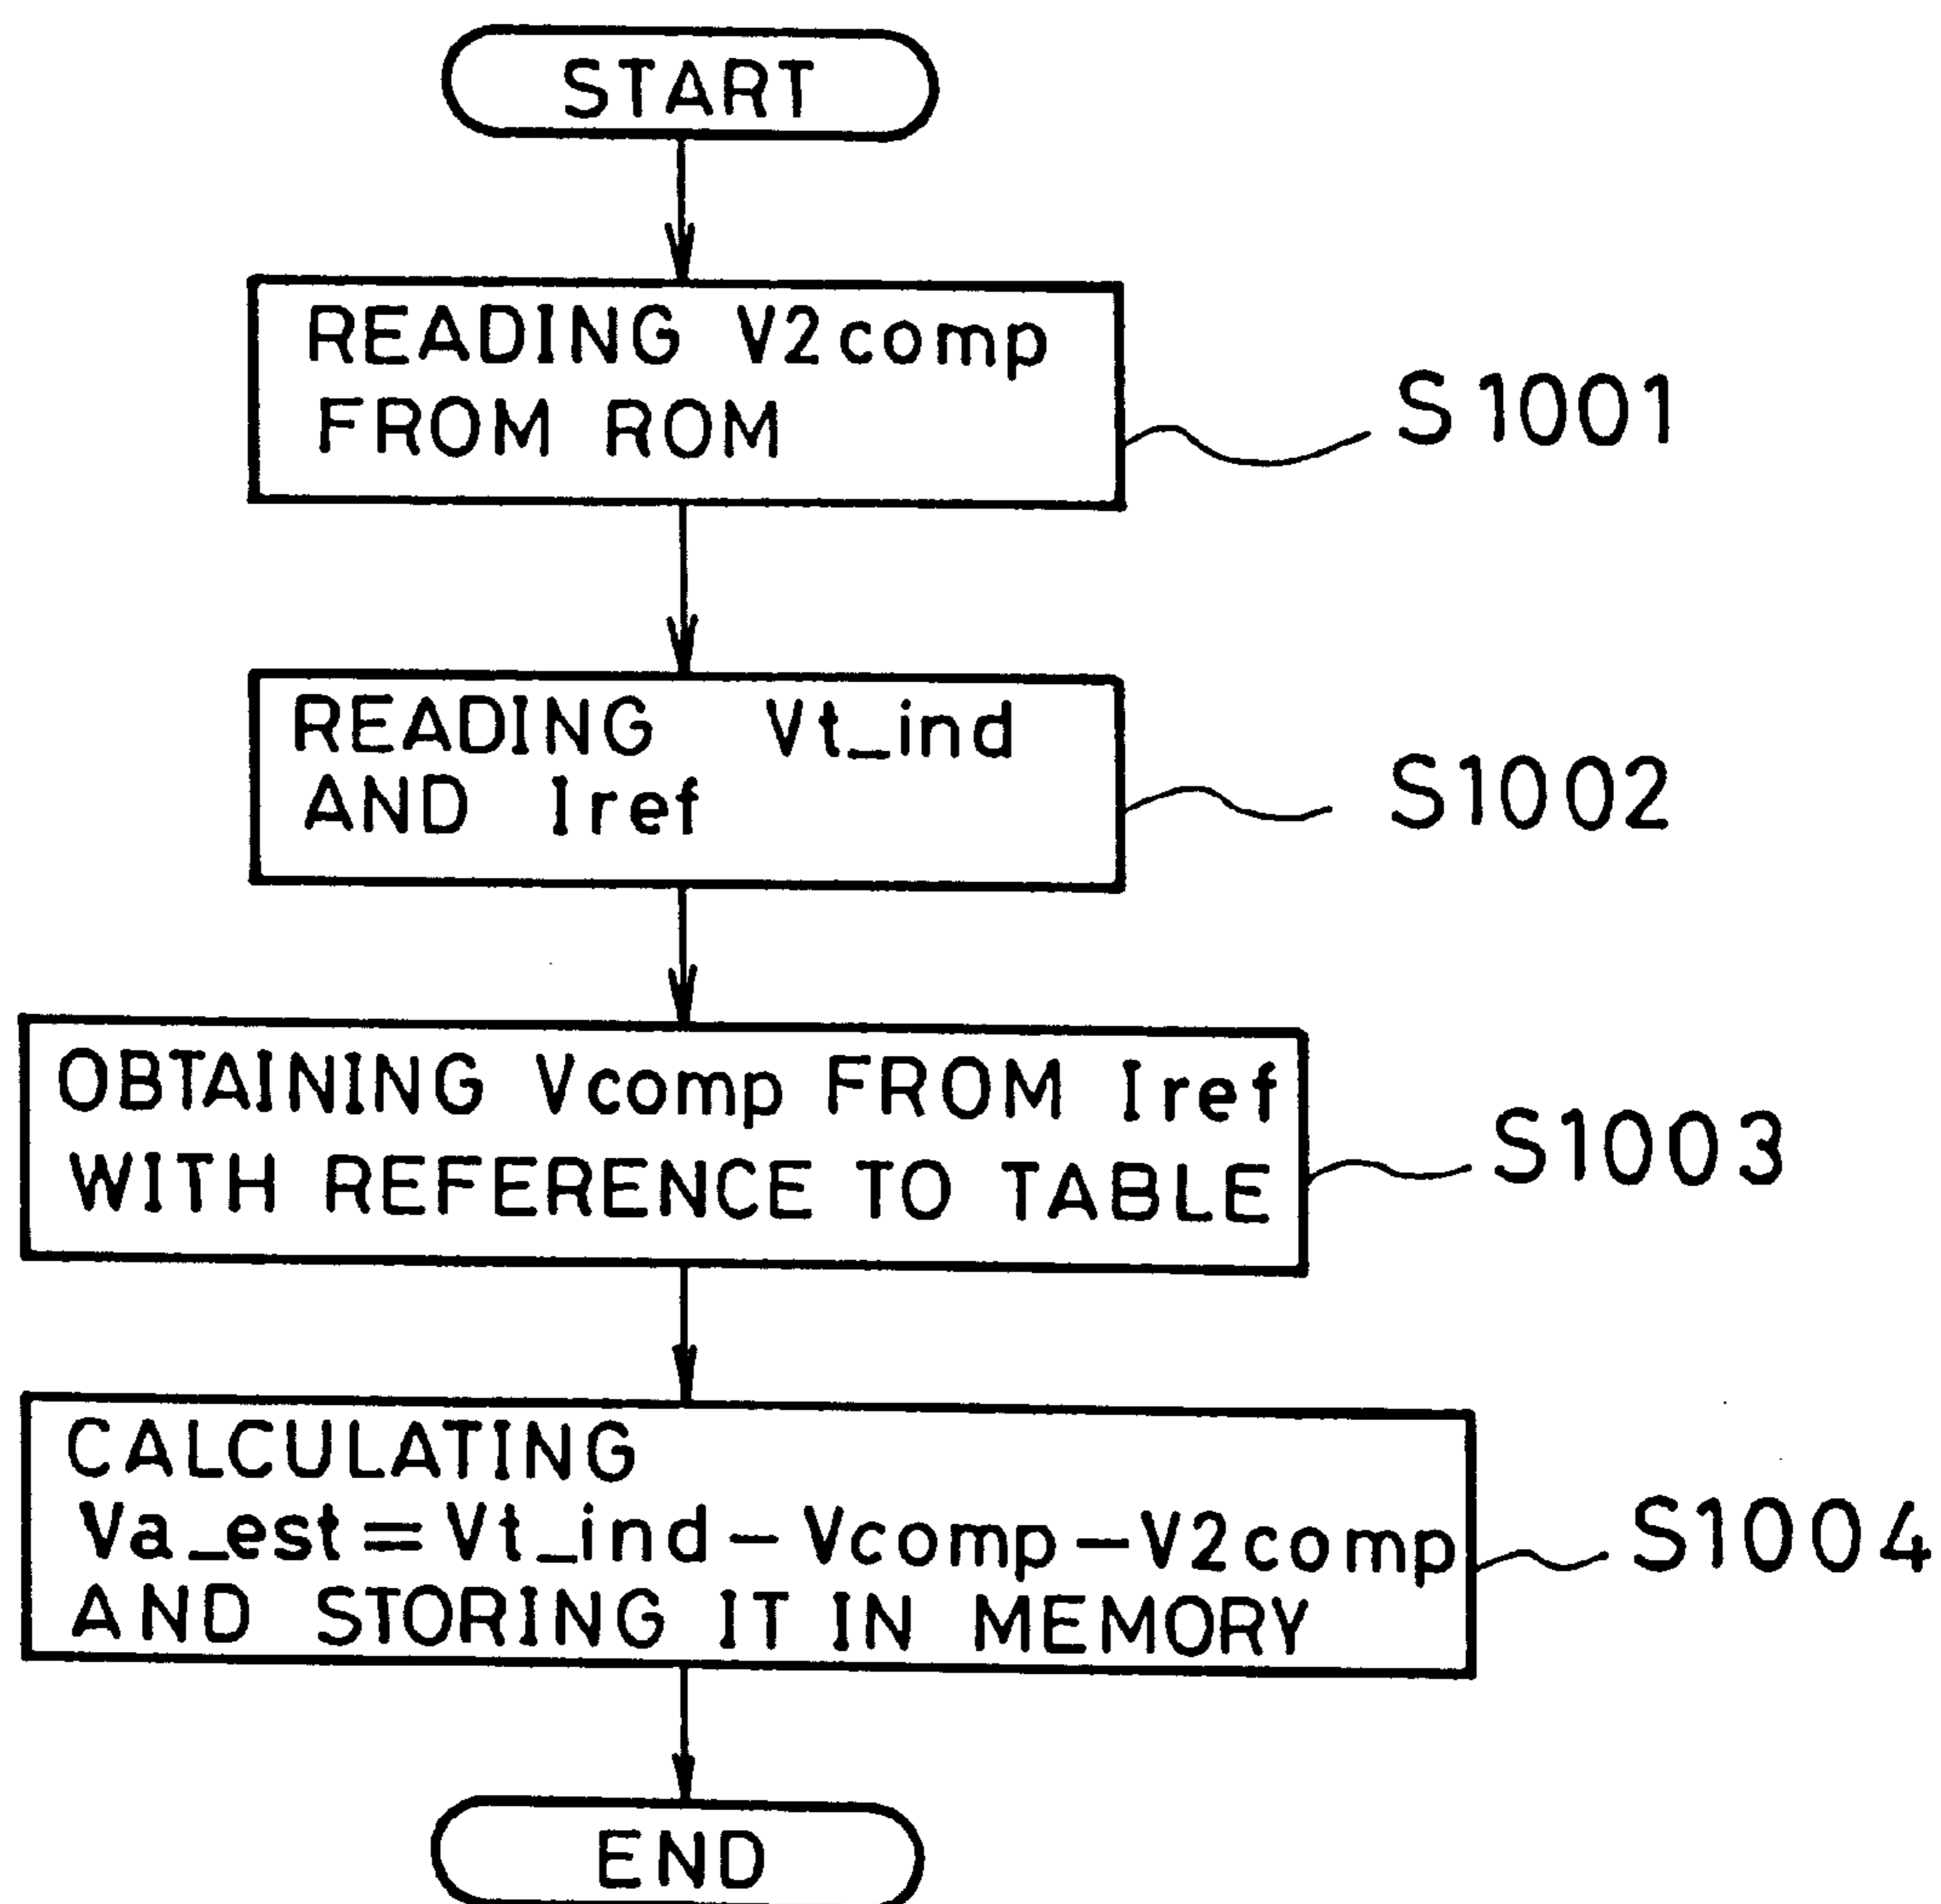 START
READING V2comp
FROM ROM
S1001
READING Vt_ind
AND Iref
S1002
OBTAINING Vcomp FROM Iref
WITH REFERENCE TO TABLE
S1003
CALCULATING
Va_est=Vt_ind-Vcomp-V2comp
AND STORING IT IN MEMORY
S1004
END